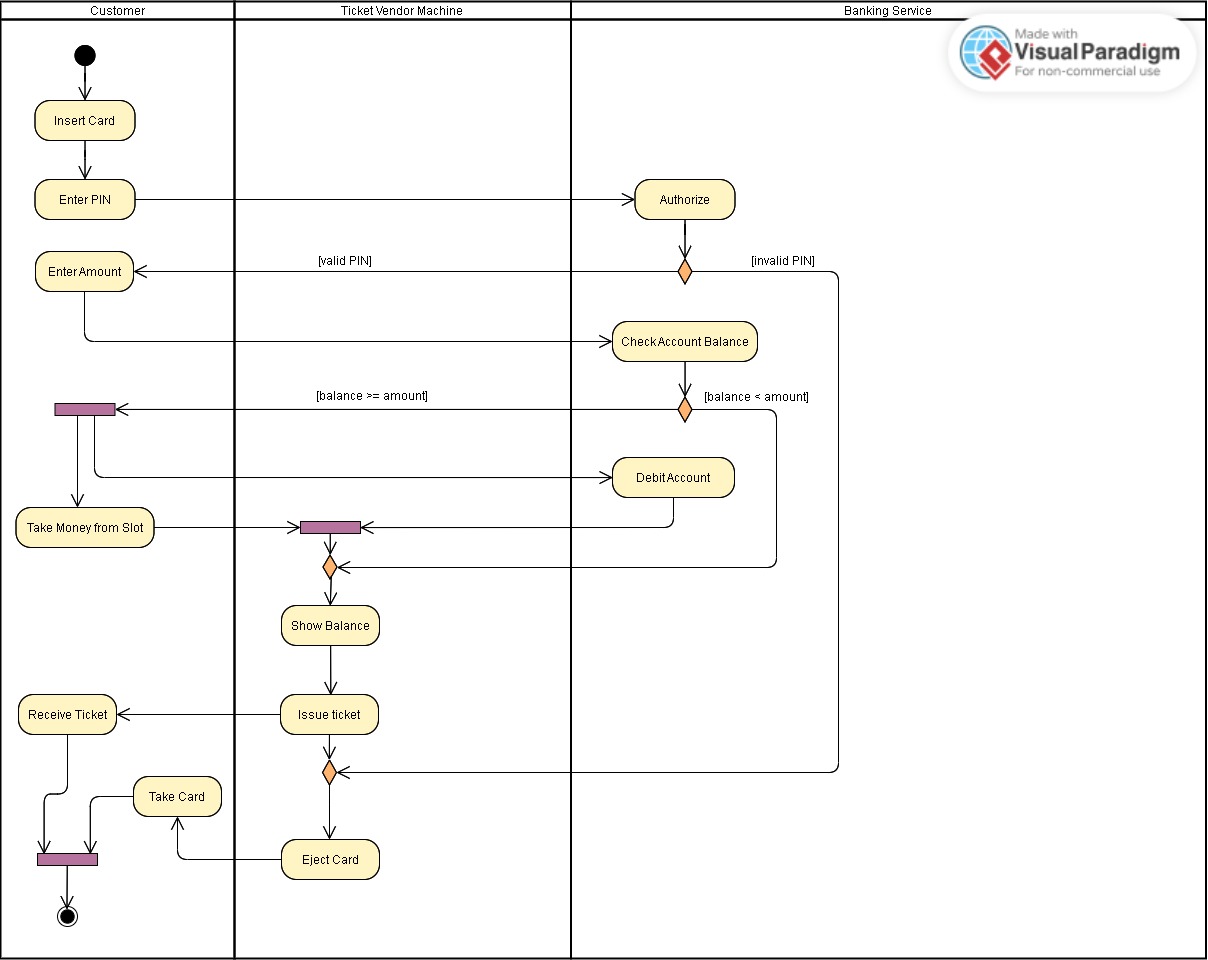 Customer
Ticket Vendor Machine
Banking Service
Made with
Visual Paradigm
For non-commercial use
Insert Card
Enter PIN
Authorize
Enter Amount
[valid PIN]
[invalid PIN]
Check Account Balance
[balance >= amount]
[balance < amount]
Debit Account
Take Money from Slot
Show Balance
Receive Ticket
Issue ticket
Take Card
Eject Card